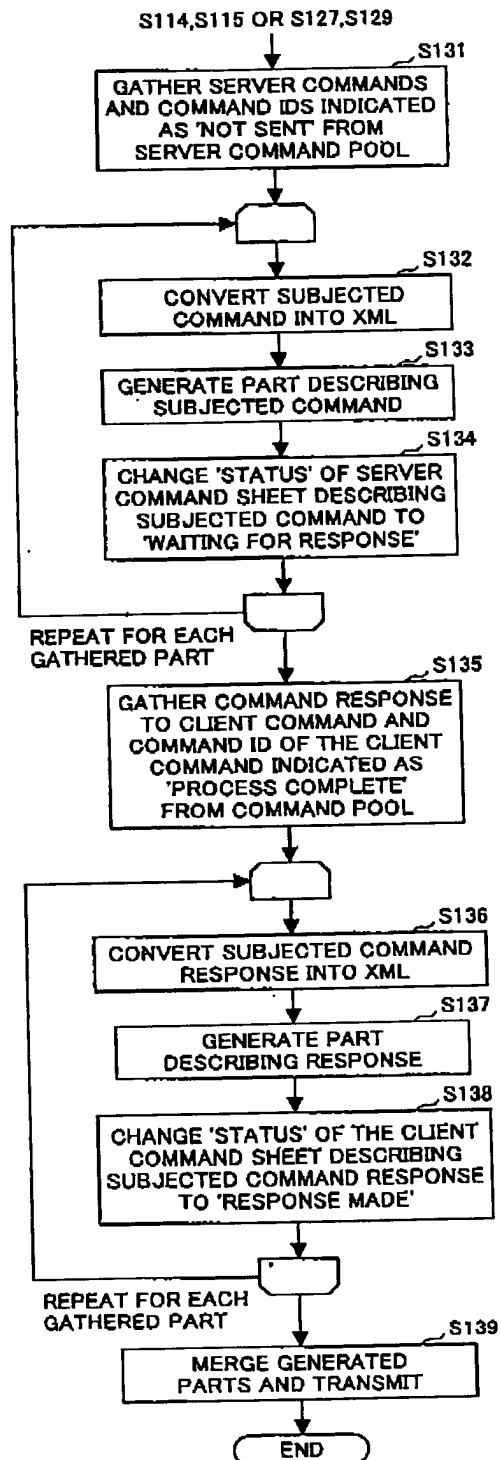 S114,S115 OR S127,S129
S131
GATHER SERVER COMMANDS
AND COMMAND IDS INDICATED
AS 'NOT SENT' FROM
SERVER COMMAND POOL
S132
CONVERT SUBJECTED
COMMAND INTO XML
S133
GENERATE PART DESCRIBING
SUBJECTED COMMAND
S134
CHANGE 'STATUS' OF SERVER
COMMAND SHEET DESCRIBING
SUBJECTED COMMAND TO
'WAITING FOR RESPONSE'
REPEAT FOR EACH
GATHERED PART
S135
GATHER COMMAND RESPONSE
TO CLIENT COMMAND AND
COMMAND ID OF THE CLIENT
COMMAND INDICATED AS
'PROCESS COMPLETE'
FROM COMMAND POOL
S136
CONVERT SUBJECTED COMMAND
RESPONSE INTO XML
S137
GENERATE PART
DESCRIBING RESPONSE
S138
CHANGE 'STATUS' OF THE CLIENT
COMMAND SHEET DESCRIBING
SUBJECTED COMMAND RESPONSE
TO 'RESPONSE MADE'
REPEAT FOR EACH
GATHERED PART
S139
MERGE GENERATED
PARTS AND TRANSMIT
END